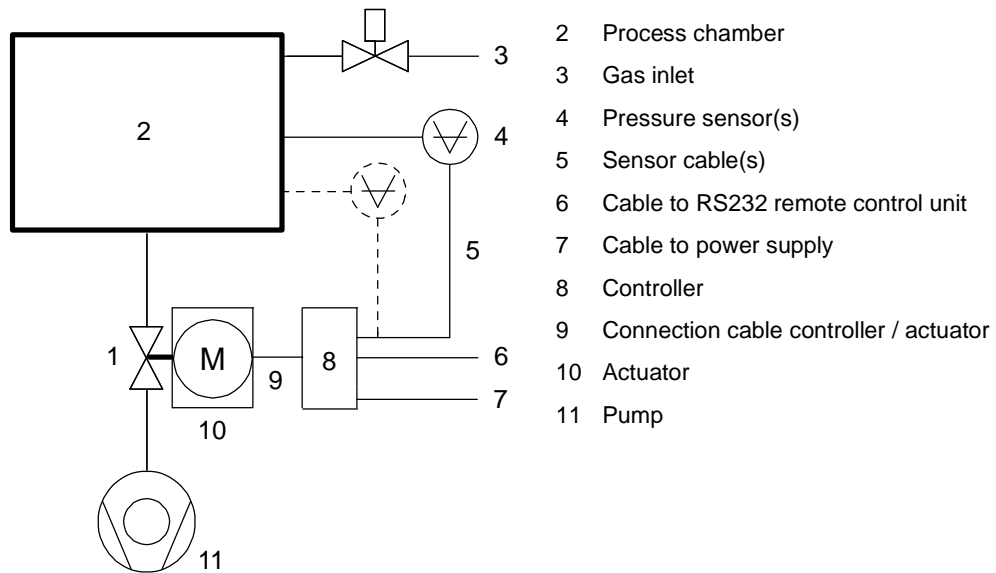 2
3
4
5
1
M
8
9
10
6
7
11
2 Process chamber
3 Gas inlet
4 Pressure sensor(s)
5 Sensor cable(s)
6 Cable to RS232 remote control unit
7 Cable to power supply
8 Controller
9 Connection cable controller / actuator
10 Actuator
11 Pump